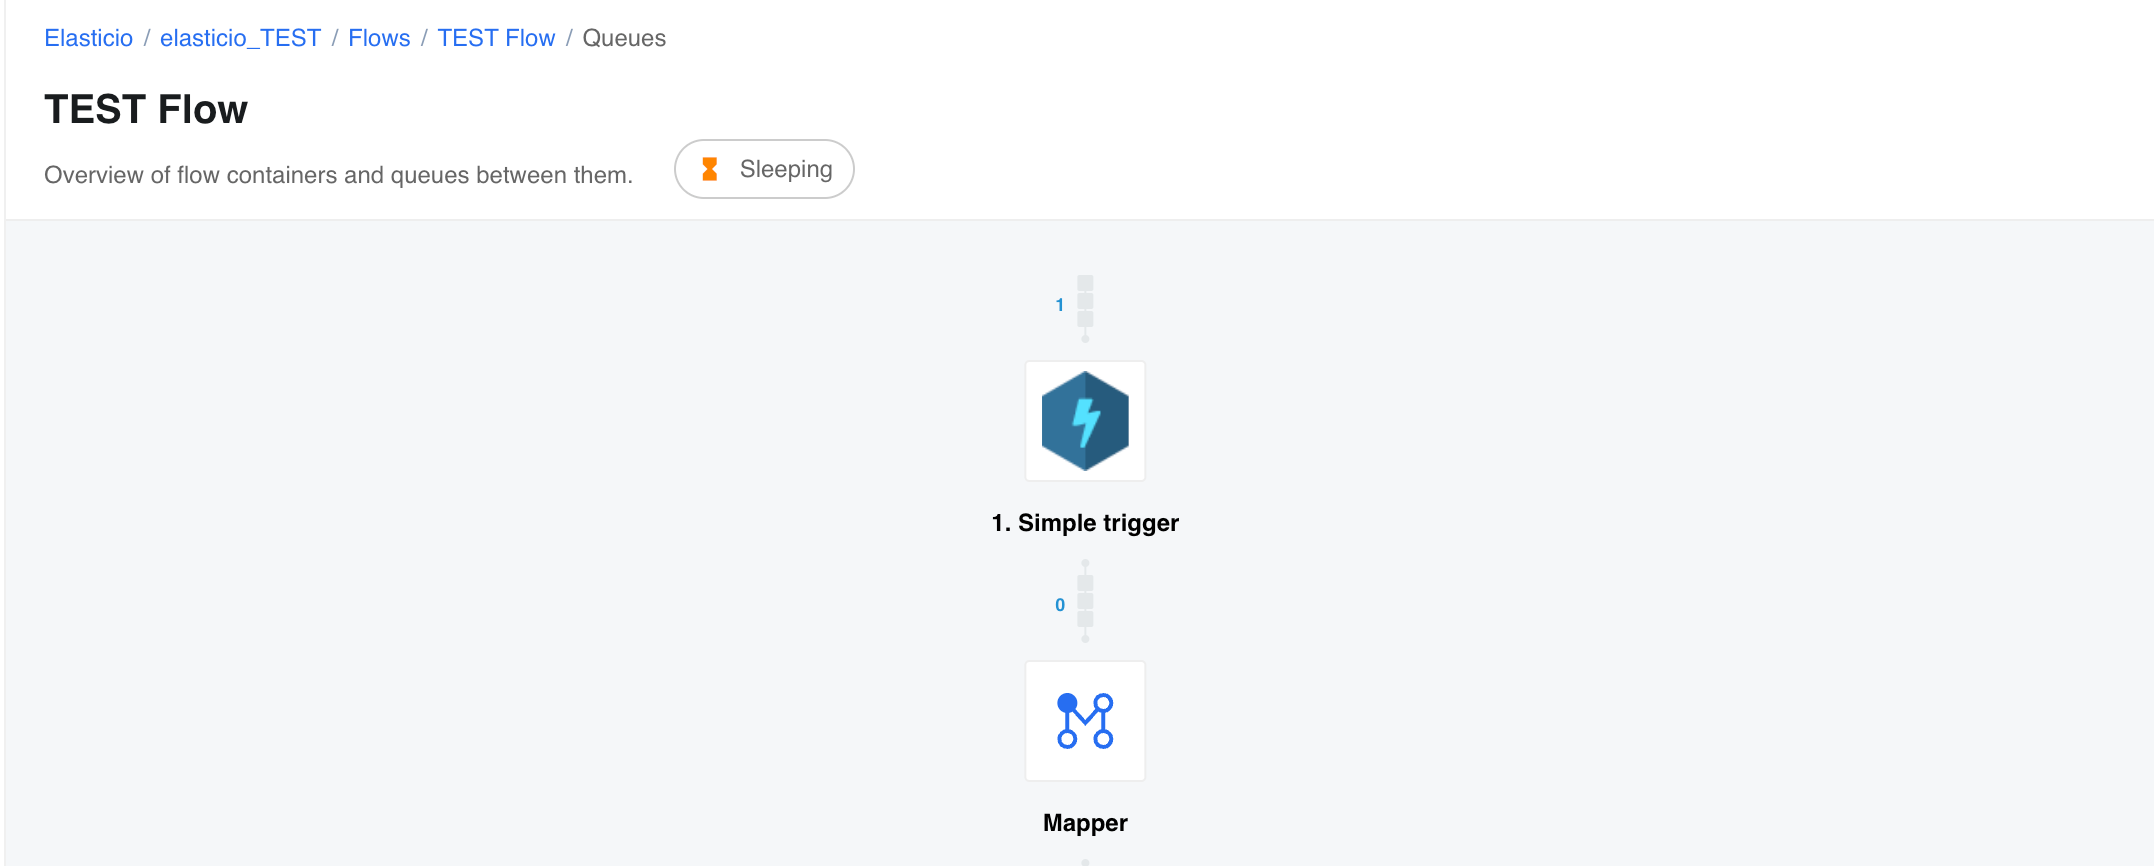 Elasticio / elasticio_TEST / Flows / TEST Flow / Queues
TEST Flow
Overview of flow containers and queues between them.
Sleeping
1
1. Simple trigger
0
Mapper